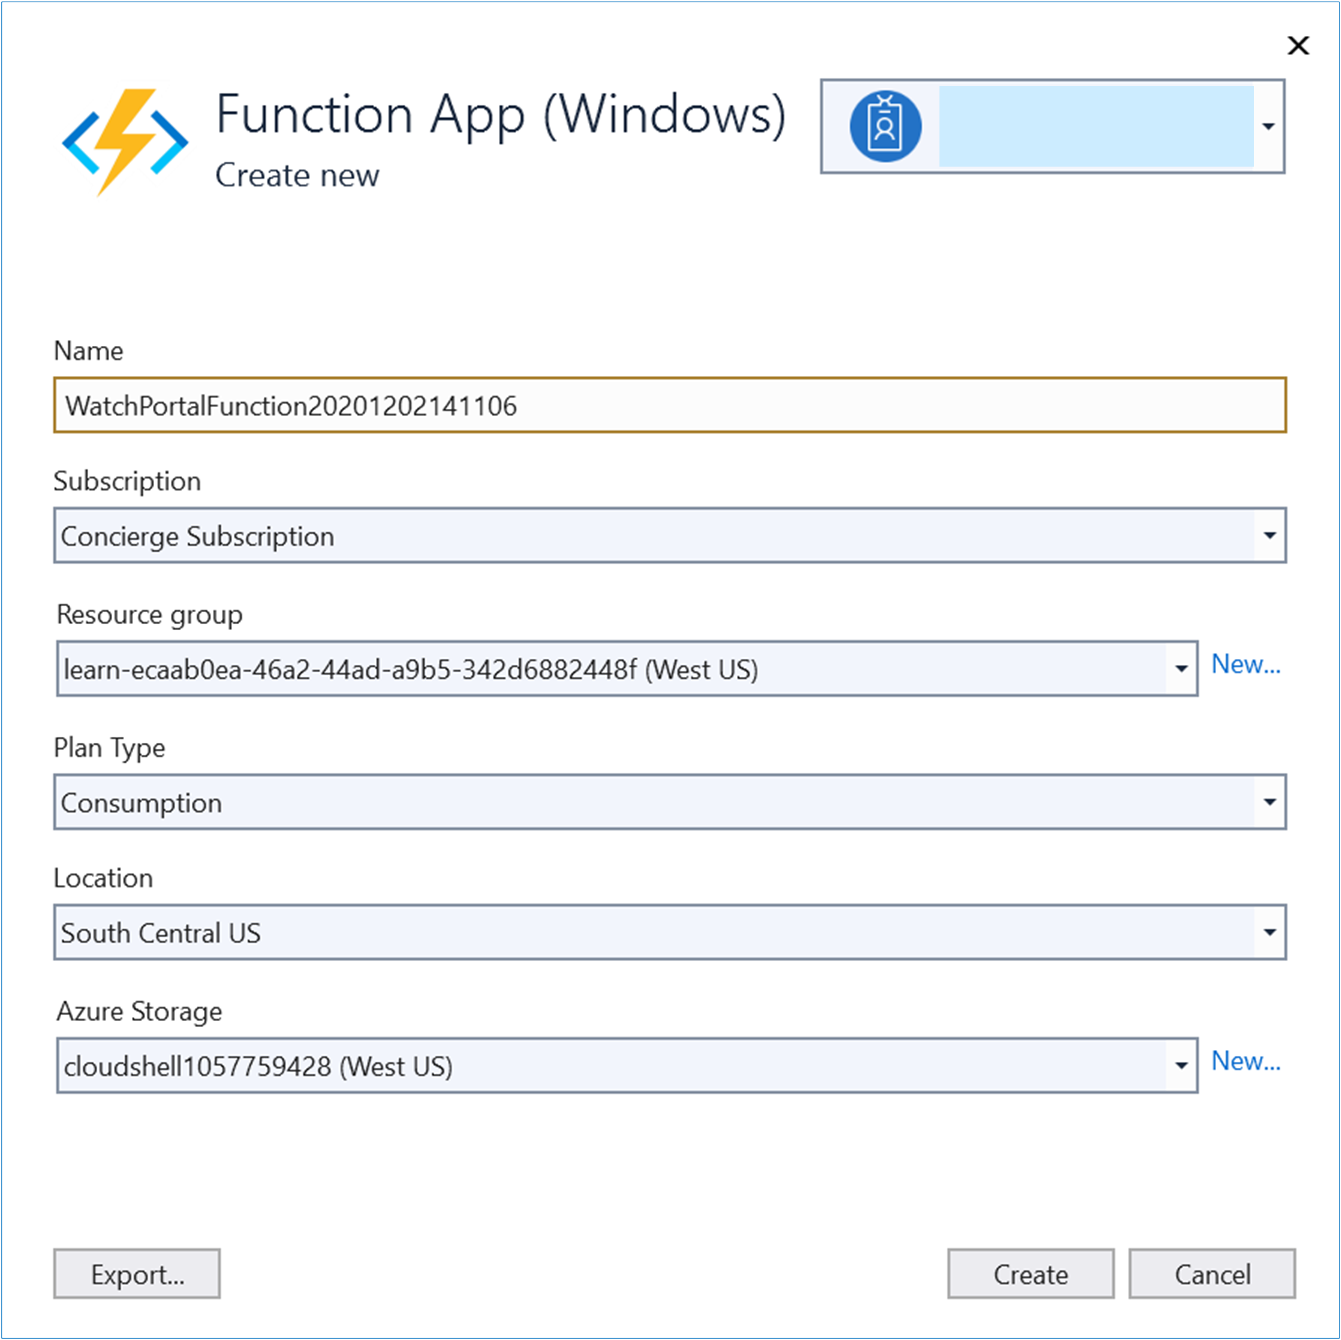 Function App (Windows)
Create new
Name
WatchPortalFunction20201202141106
Subscription
Concierge Subscription
Resource group
learn-ecaab0ea-46a2-44ad-a9b5-342d6882448f (West US)
New...
Plan Type
Consumption
Location
South Central US
Azure Storage
cloudshell1057759428 (West US)
New...
Export...
Create
Cancel